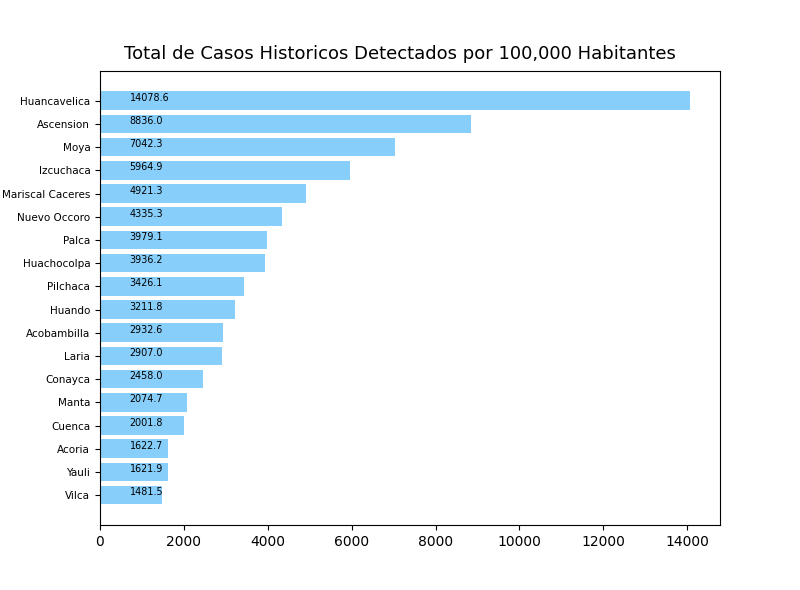 Total de Casos Historicos Detectados por 100,000 Habitantes
Huancavelica 14078.6
Ascension 8836.0
Moya 7042.3
Izcuchaca 5964.9
Mariscal Caceres 4921.3
Nuevo Occoro 4335.3
Palca 3979.1
Huachocolpa 3936.2
Pilchaca 3426.1
Huando 3211.8
Acobambilla 2932.6
Laria 2907.0
Conayca 2458.0
Manta 2074.7
Cuenca 2001.8
Acoria 1622.7
Yauli 1621.9
Vilca 1481.5
0 2000 4000 6000 8000 10000 12000 14000